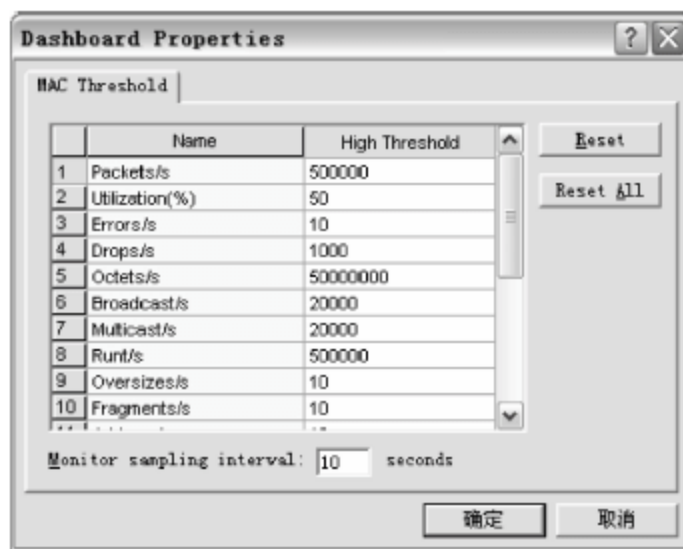 Dashboard Properties
MAC Threshold
Name High Threshold
1 Packets/s 500000
2 Utilization(%) 50
3 Errors/s 10
4 Drops/s 1000
5 Octets/s 50000000
6 Broadcast/s 20000
7 Multicast/s 20000
8 Runt/s 500000
9 Oversizes/s 10
10 Fragments/s 10
Reset
Reset All
Monitor sampling interval: 10 seconds
确定 取消